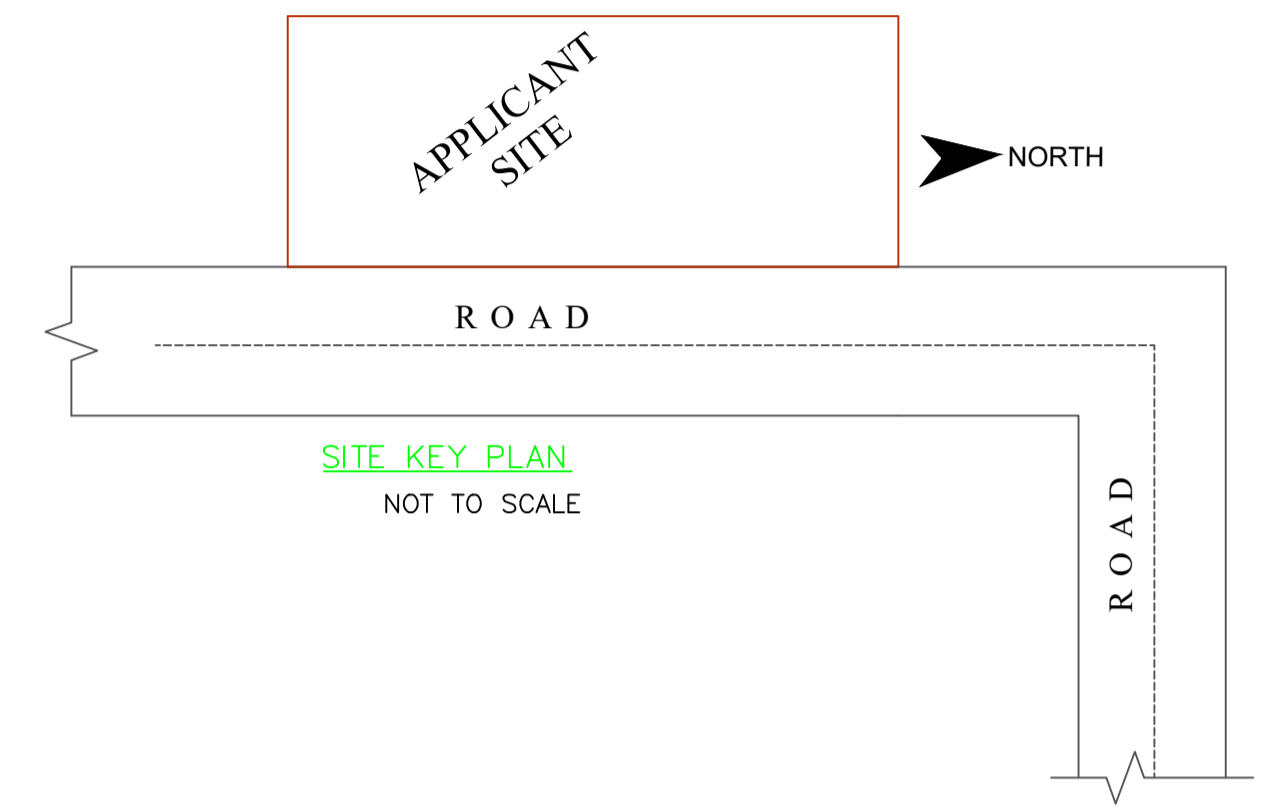 APPLICANT
SITE
NORTH
ROAD
SITE KEY PLAN
NOT TO SCALE
ROAD